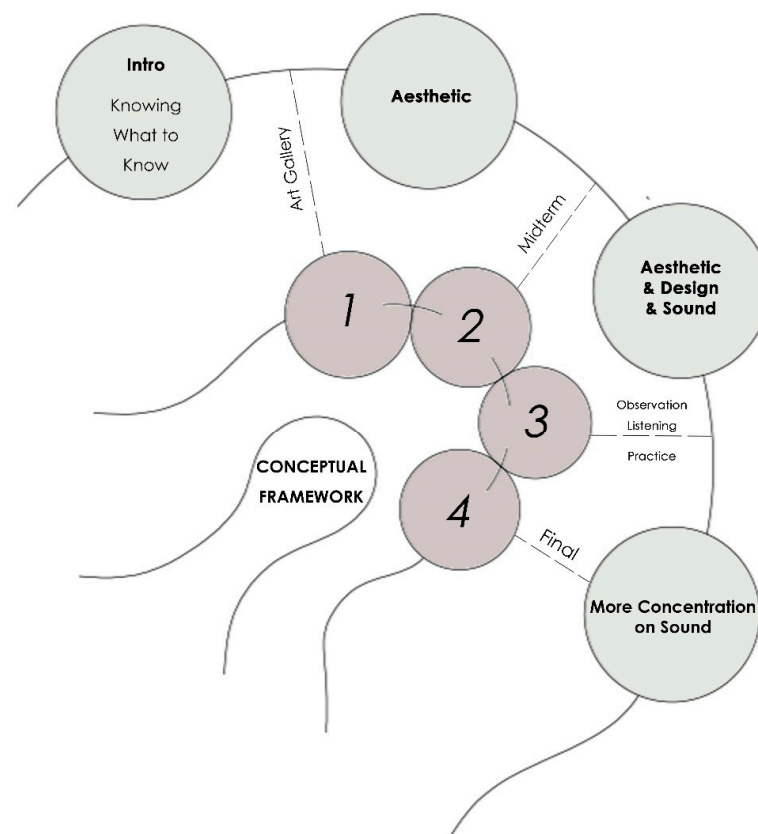 Intro
Knowing
What to
Know
Art Gallery
Aesthetic
Midterm
Aesthetic
& Design
& Sound
1
2
3
4
Observation
Listening
Practice
CONCEPTUAL
FRAMEWORK
Final
More Concentration
on Sound